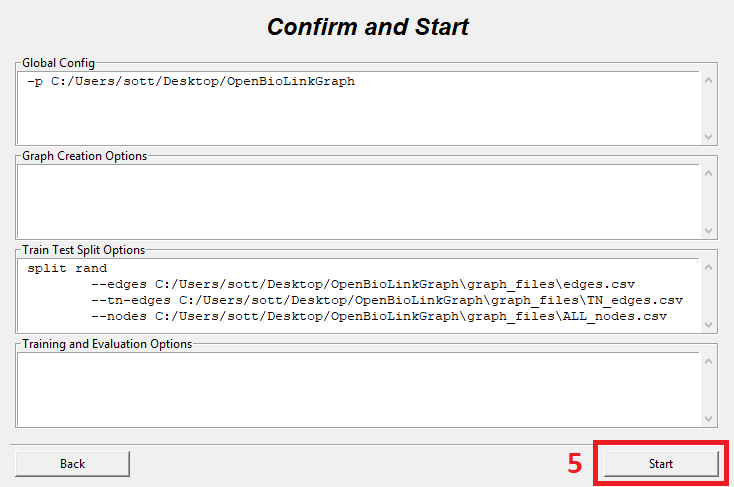 Confirm and Start
Global Config
-p C:/Users/sott/Desktop/OpenBioLinkGraph
Graph Creation Options
Train Test Split Options
split rand
--edges C:/Users/sott/Desktop/OpenBioLinkGraph\graph_files\edges.csv
--tn-edges C:/Users/sott/Desktop/OpenBioLinkGraph\graph_files\TN_edges.csv
--nodes C:/Users/sott/Desktop/OpenBioLinkGraph\graph_files\ALL_nodes.csv
Training and Evaluation Options
Back
5
Start